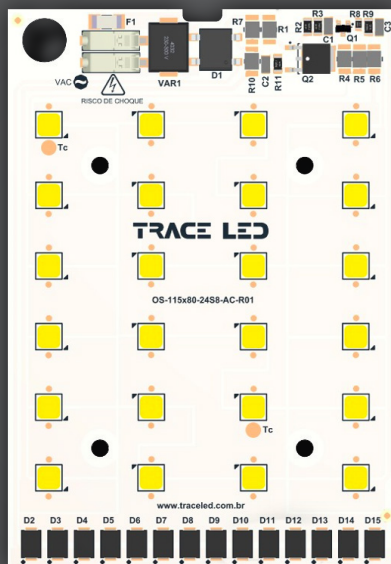 F1
R7
R1
R2
R3
C1
R8
R9
C3
Q1
VAC
RISCO DE CHOQUE
VAR1
D1
R10
C2
R11
Q2
R4
R5
R6
Tc
TRACE LED
OS-115x80-24S8-AC-R01
Tc
www.traceled.com.br
D2 D3 D4 D5 D6 D7 D8 D9 D10 D11 D12 D13 D14 D15